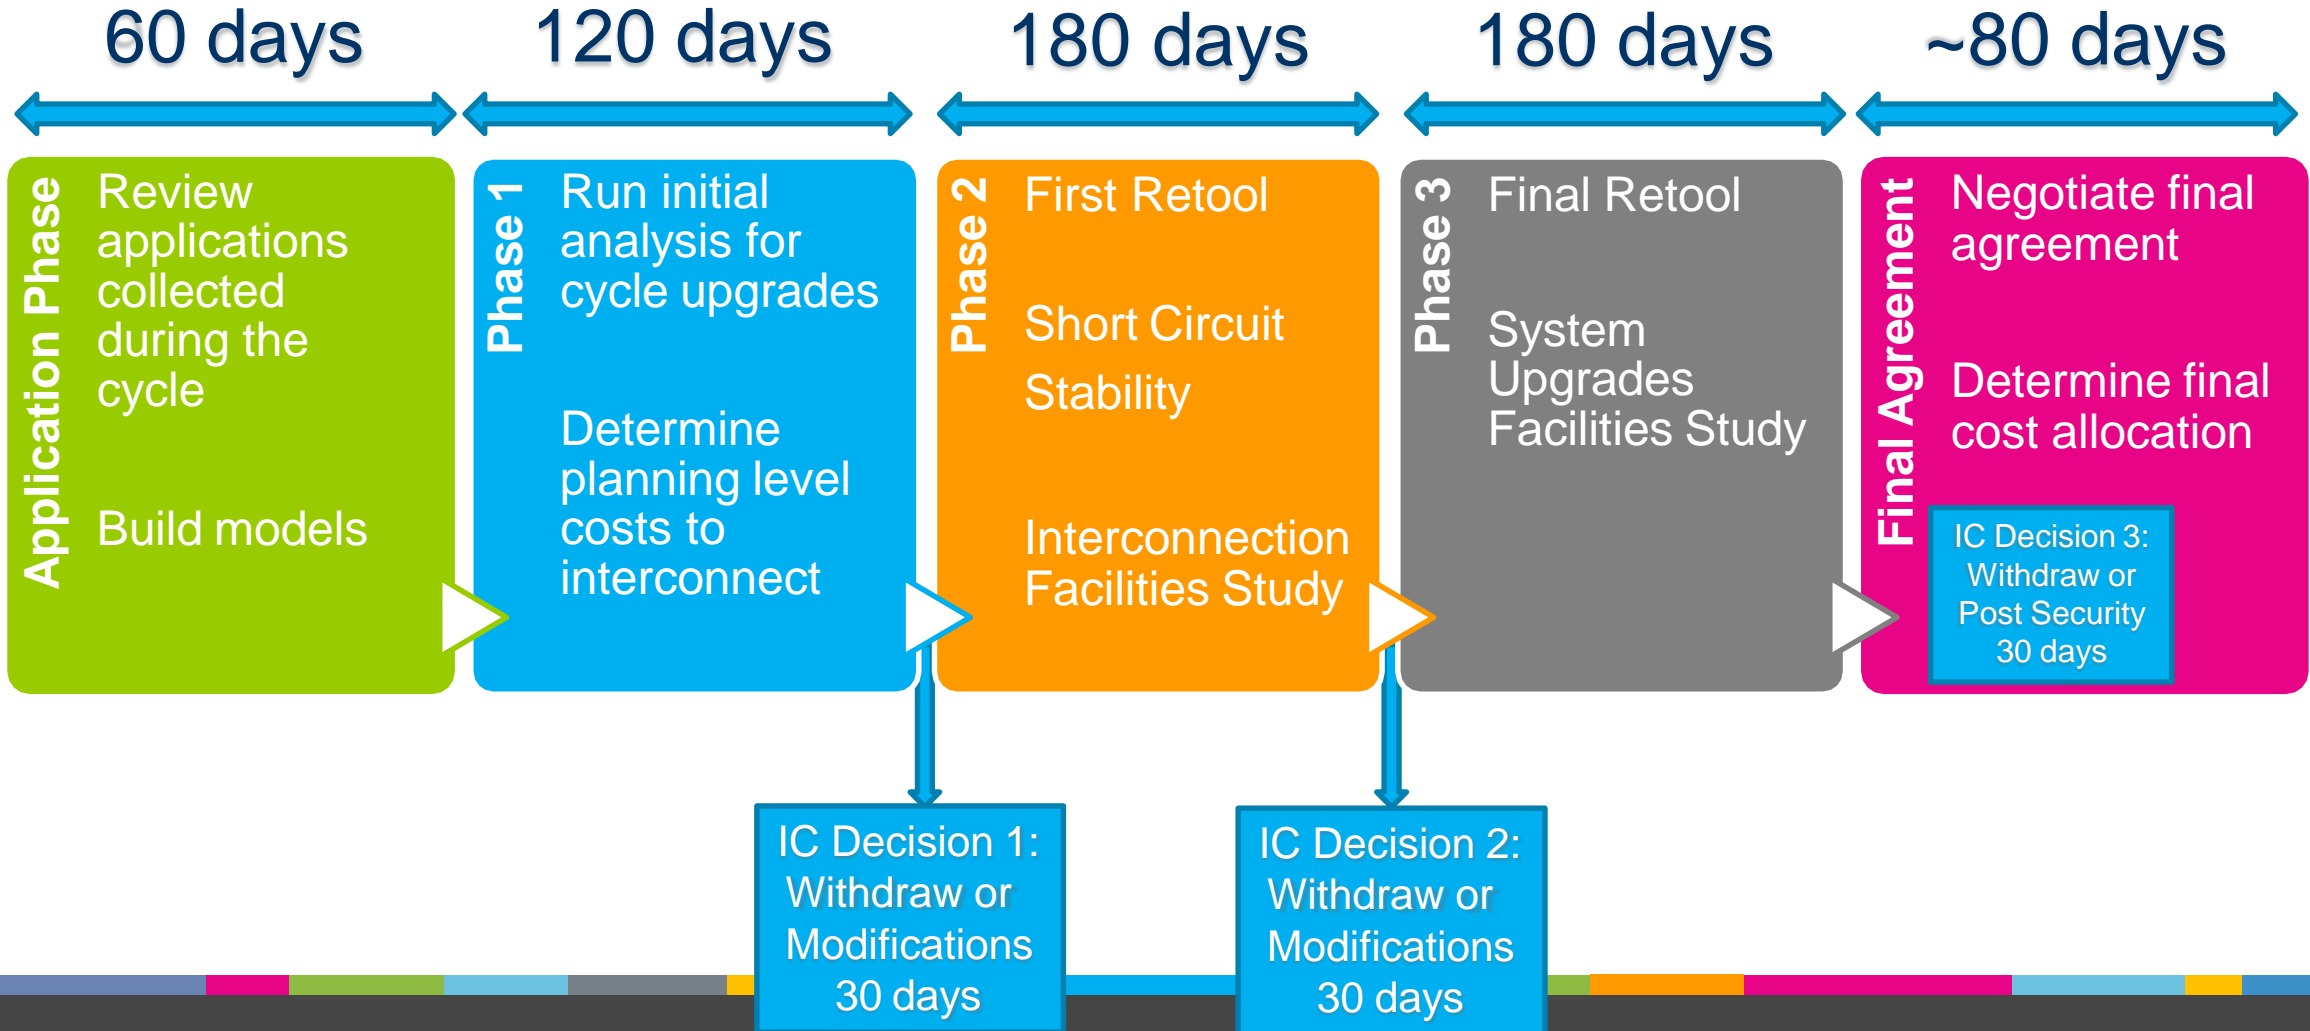 60 days
120 days
180 days
180 days
~80 days
Application Phase
Review
applications
collected
during the
cycle
Build models
Phase 1
Run initial
analysis for
cycle upgrades
Determine
planning level
costs to
interconnect
Phase 2
First Retool
Short Circuit
Stability
Interconnection
Facilities Study
Phase 3
Final Retool
System
Upgrades
Facilities Study
Final Agreement
Negotiate final
agreement
Determine final
cost allocation
IC Decision 3:
Withdraw or
Post Security
30 days
IC Decision 1:
Withdraw or
Modifications
30 days
IC Decision 2:
Withdraw or
Modifications
30 days